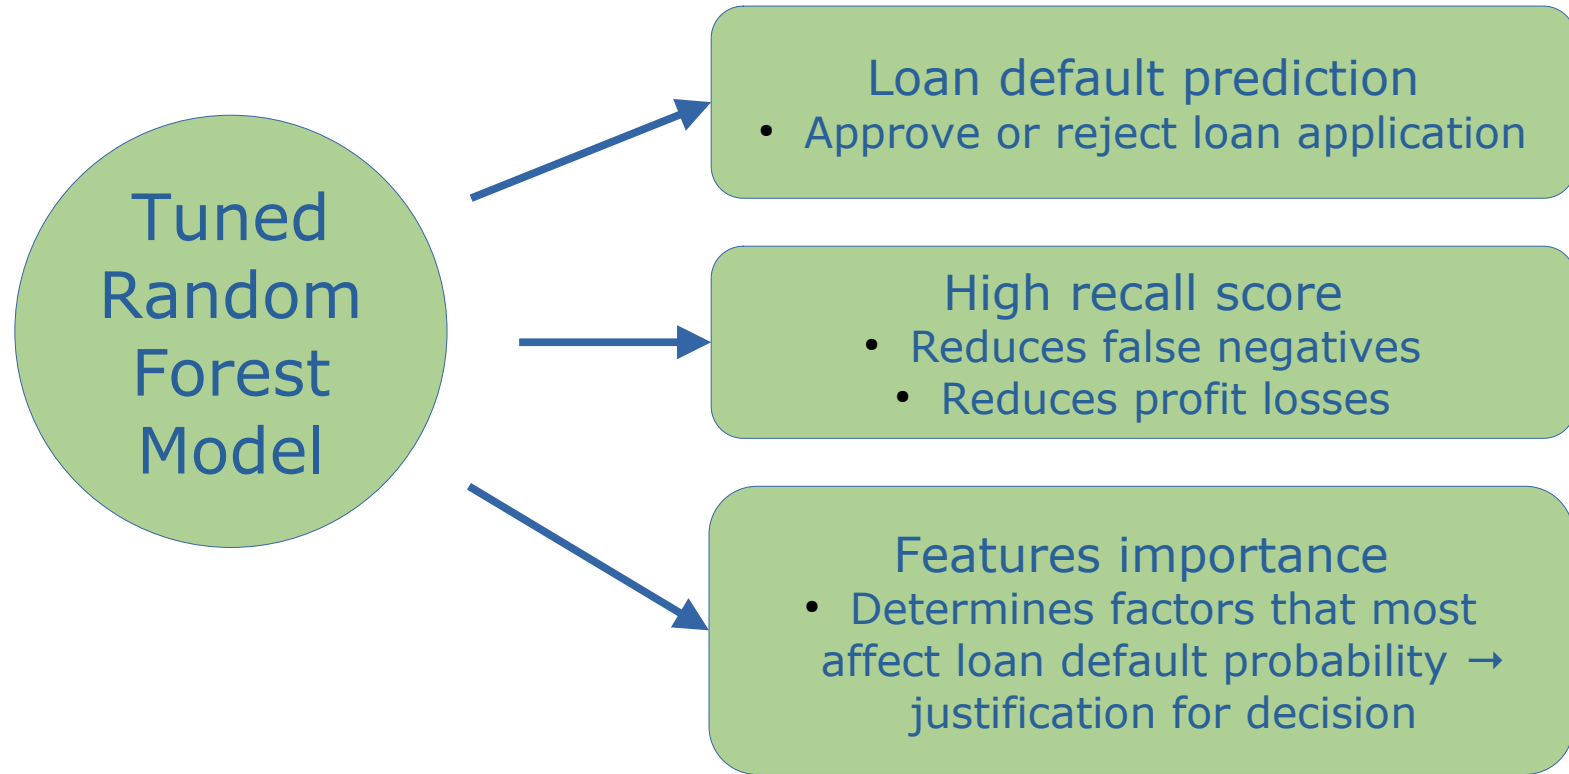 Tuned
Random
Forest
Model
Loan default prediction
• Approve or reject loan application
High recall score
• Reduces false negatives
• Reduces profit losses
Features importance
• Determines factors that most
affect loan default probability →
justification for decision